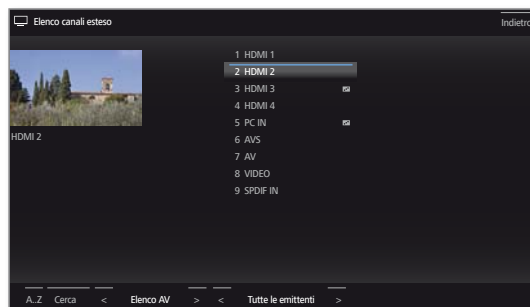 Elenco canali esteso
Indietro
1 HDMI 1
2 HDMI 2
3 HDMI 3
4 HDMI 4
5 PC IN
6 AVS
7 AV
8 VIDEO
9 SPDIF IN
HDMI 2
A..Z Cerca < Elenco AV > < Tutte le emittenti >